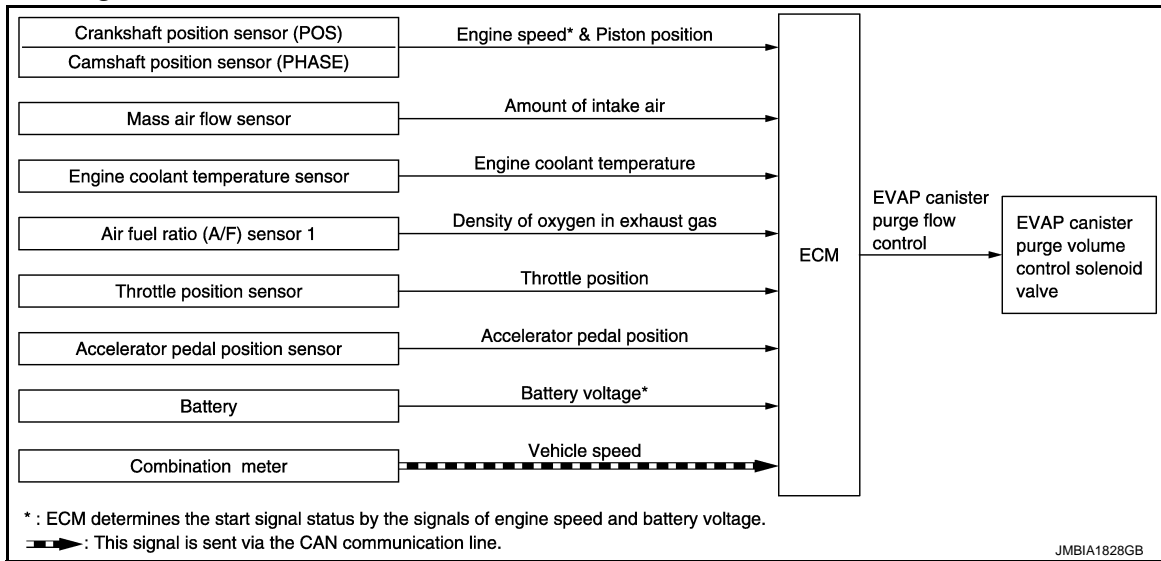 Crankshaft position sensor (POS)
Camshaft position sensor (PHASE)
Engine speed* & Piston position
Mass air flow sensor
Amount of intake air
Engine coolant temperature sensor
Engine coolant temperature
Air fuel ratio (A/F) sensor 1
Density of oxygen in exhaust gas
Throttle position sensor
Throttle position
Accelerator pedal position sensor
Accelerator pedal position
Battery
Battery voltage*
Combination meter
Vehicle speed
ECM
EVAP canister
purge flow
control
EVAP canister
purge volume
control solenoid
valve
* : ECM determines the start signal status by the signals of engine speed and battery voltage.
: This signal is sent via the CAN communication line.
JMBIA1828GB